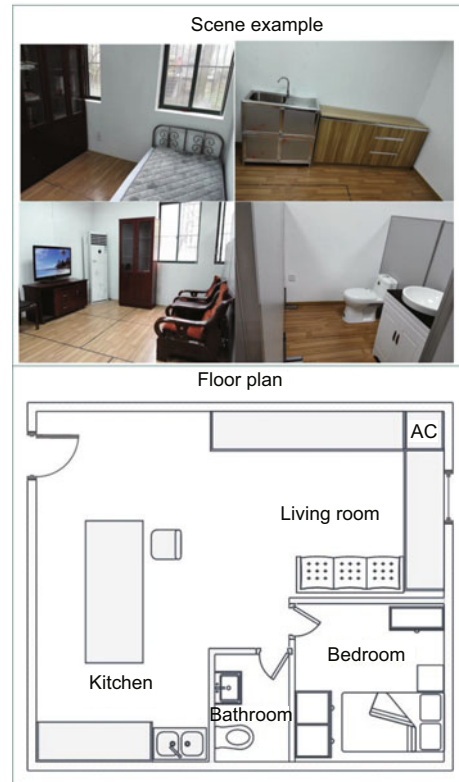 Scene example
Floor plan
AC
Living room
Kitchen
Bedroom
Bathroom